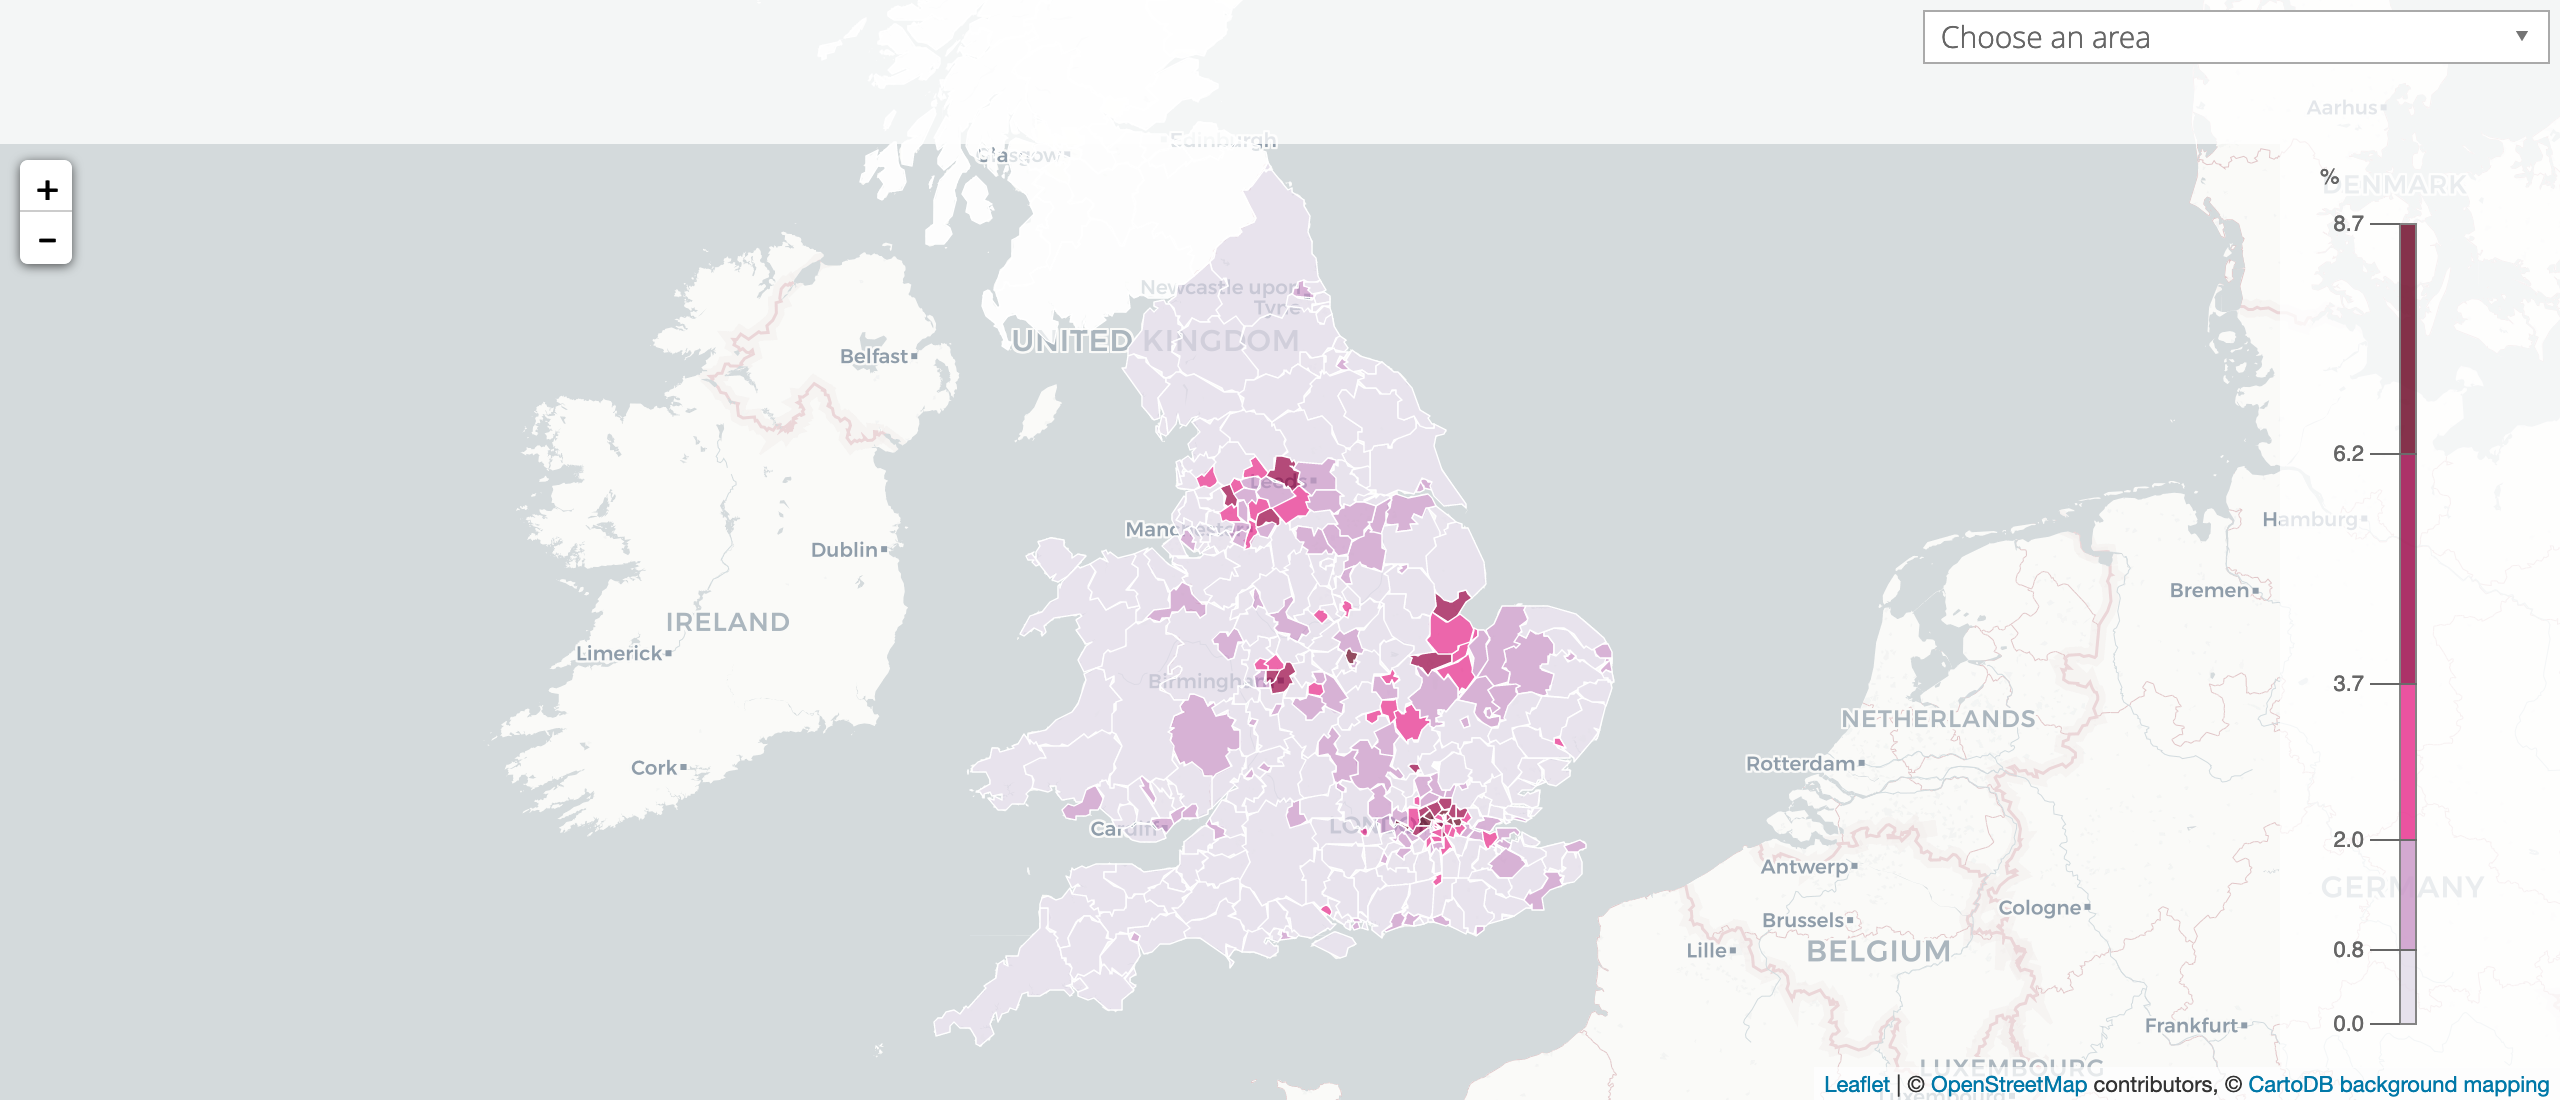 Choose an area
Aarhus
Edinburgh
Glasgow
%
DENMARK
8.7
Newcastle upon
Tyne
UNITED KINGDOM
Belfast
6.2
Leeds
Hamburg
Manchester
Dublin
Bremen
IRELAND
Limerick
Birmingham
3.7
NETHERLANDS
Cork
Rotterdam
Cardiff
2.0
Antwerp
GERMANY
Cologne
Brussels
Lille
BELGIUM
0.8
Frankfurt
0.0
LUXEMBOURG
Leaflet | © OpenStreetMap contributors, © CartoDB background mapping
Luxembourg
+
−